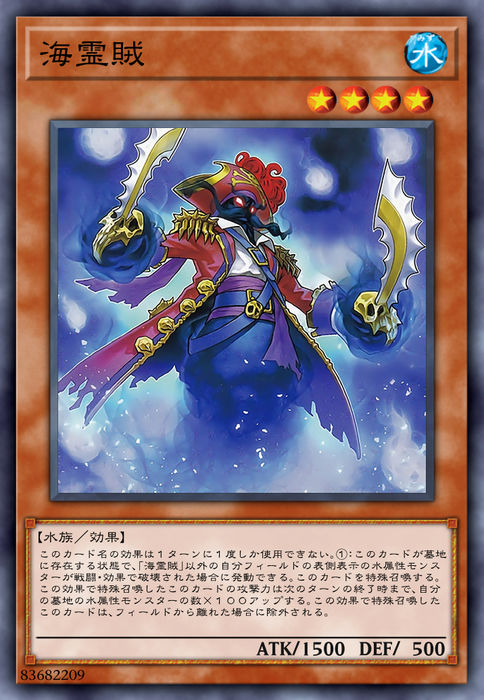 海霊賊
みず
水
【水族／効果】
このカード名の効果は１ターンに１度しか使用できない。①：このカードが墓地
に存在する状態で、「海霊賊」以外の自分フィールドの表側表示の水属性モンス
ターが戦闘・効果で破壊された場合に発動できる。このカードを特殊召喚する。
この効果で特殊召喚したこのカードの攻撃力は次のターンの終了時まで、自分
の墓地の水属性モンスターの数×１００アップする。この効果で特殊召喚した
このカードは、フィールドから離れた場合に除外される。
ATK/1500 DEF/ 500
83682209